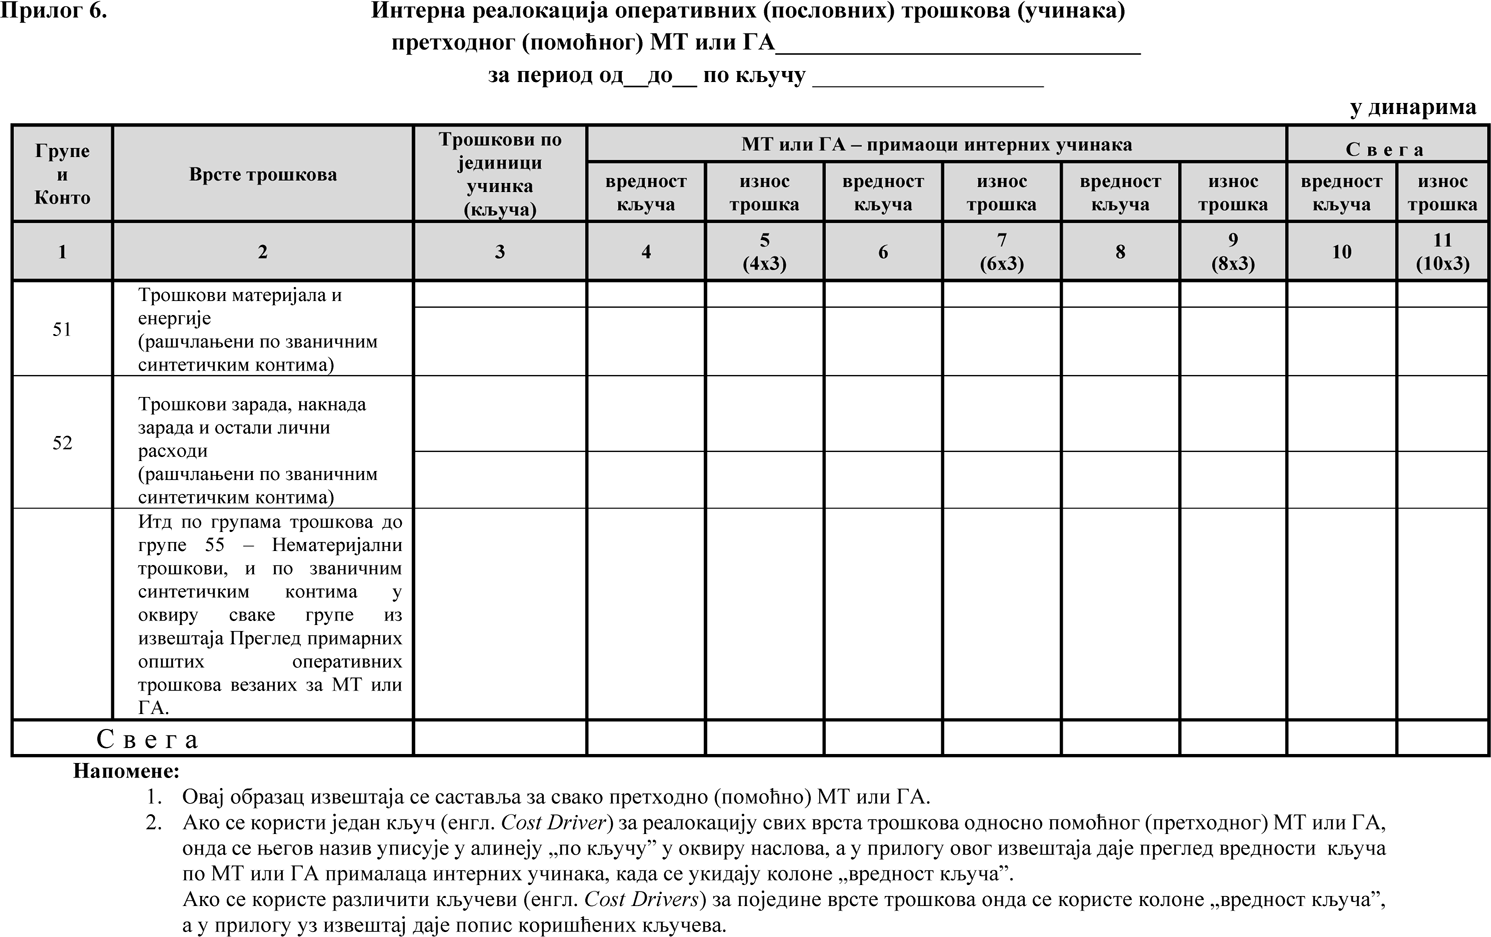 Прилог 6.
Интерна реалокација оперативних (пословних) трошкова (учинака)
претходног (помоћног) МТ или ГА______________________________
за период од__до__ по кључу ___________________
у динарима
Групе
и
Конто
Врсте трошкова
Трошкови по
јединици
учинка
(кључа)
МТ или ГА – примаоци интерних учинака
С в е г а
вредност
кључа
износ
трошка
вредност
кључа
износ
трошка
вредност
кључа
износ
трошка
вредност
кључа
износ
трошка
1
2
3
4
5
(4x3)
6
7
(6x3)
8
9
(8x3)
10
11
(10x3)
51
Трошкови материјала и
енергије
(рашчлањени по званичним
синтетичким контима)
52
Трошкови зарада, накнада
зарада и остали лични
расходи
(рашчлањени по званичним
синтетичким контима)
Итд по групама трошкова до
групе 55 – Нематеријални
трошкови, и по званичним
синтетичким контима у
оквиру сваке групе из
извештаја Преглед примарних
општих оперативних
трошкова везаних за МТ или
ГА.
С в е г а
Напомене:
1. Овај образац извештаја се саставља за свако претходно (помоћно) МТ или ГА.
2. Ако се користи један кључ (енгл. Cost Driver) за реалокацију свих врста трошкова односно помоћног (претходног) МТ или ГА,
онда се његов назив уписује у алинеју „по кључу” у оквиру наслова, а у прилогу овог извештаја даје преглед вредности кључа
по МТ или ГА прималаца интерних учинака, када се укидају колоне „вредност кључа”.
Ако се користе различити кључеви (енгл. Cost Drivers) за поједине врсте трошкова онда се користе колоне „вредност кључа”,
а у прилогу уз извештај даје попис коришћених кључева.